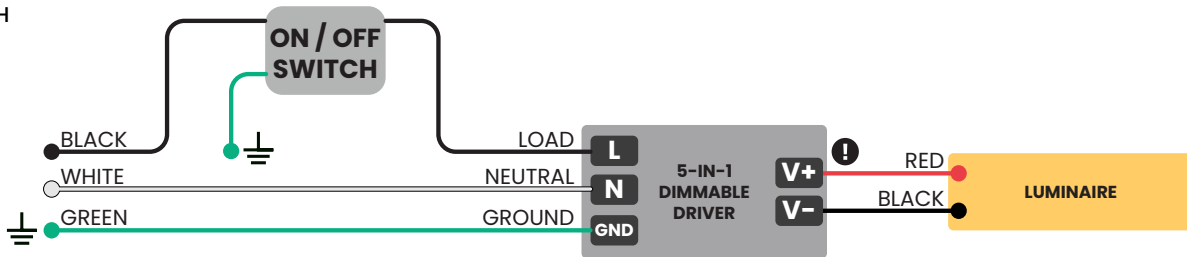 H
ON / OFF
SWITCH
BLACK
LOAD
L
WHITE
NEUTRAL
N
GREEN
GROUND
GND
5-IN-1
DIMMABLE
DRIVER
V+
!
RED
V-
BLACK
LUMINAIRE